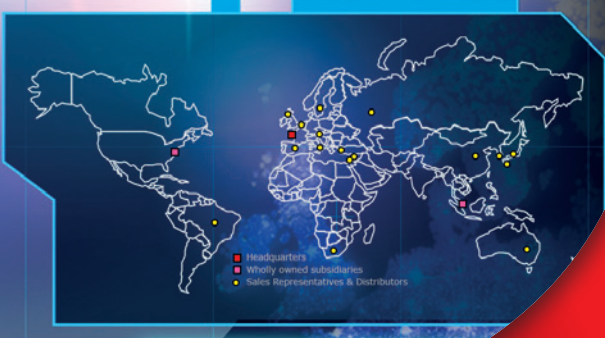 Headquarters
Wholly owned subsidiaries
Sales Representatives & Distributors